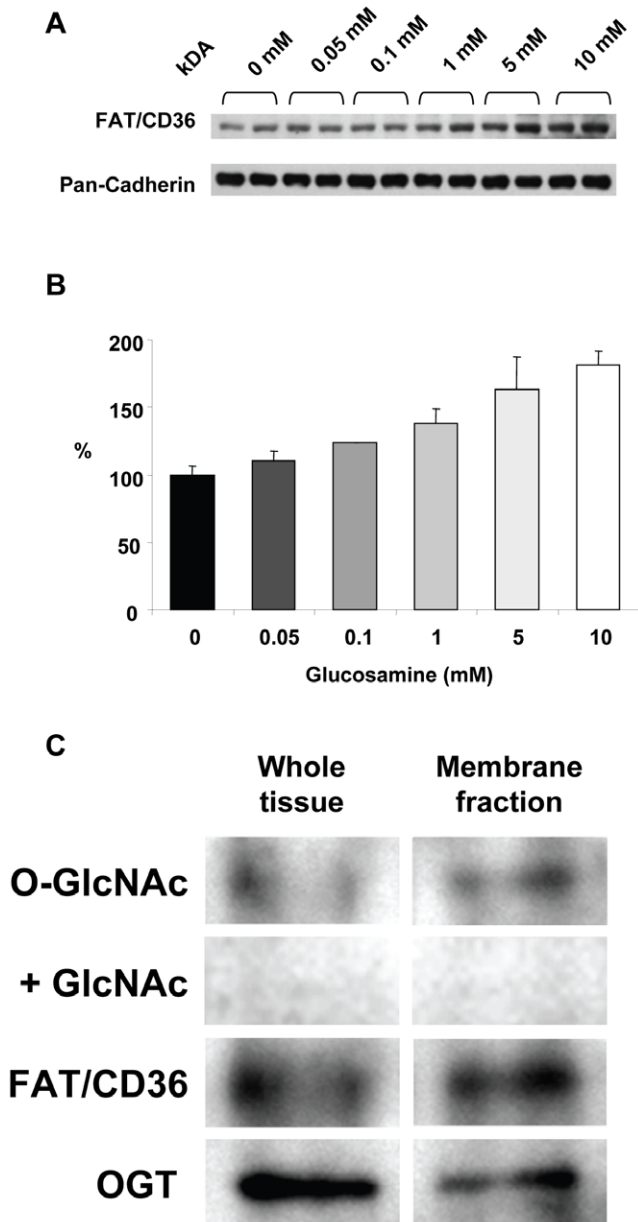 A
kDA 0 mM 0.05 mM 0.1 mM 1 mM 5 mM 10 mM
FAT/CD36
Pan-Cadherin
B
200
150
%
100
50
0
0 0.05 0.1 1 5 10
Glucosamine (mM)
C
Whole Membrane
tissue fraction
O-GlcNAc
+ GlcNAc
FAT/CD36
OGT